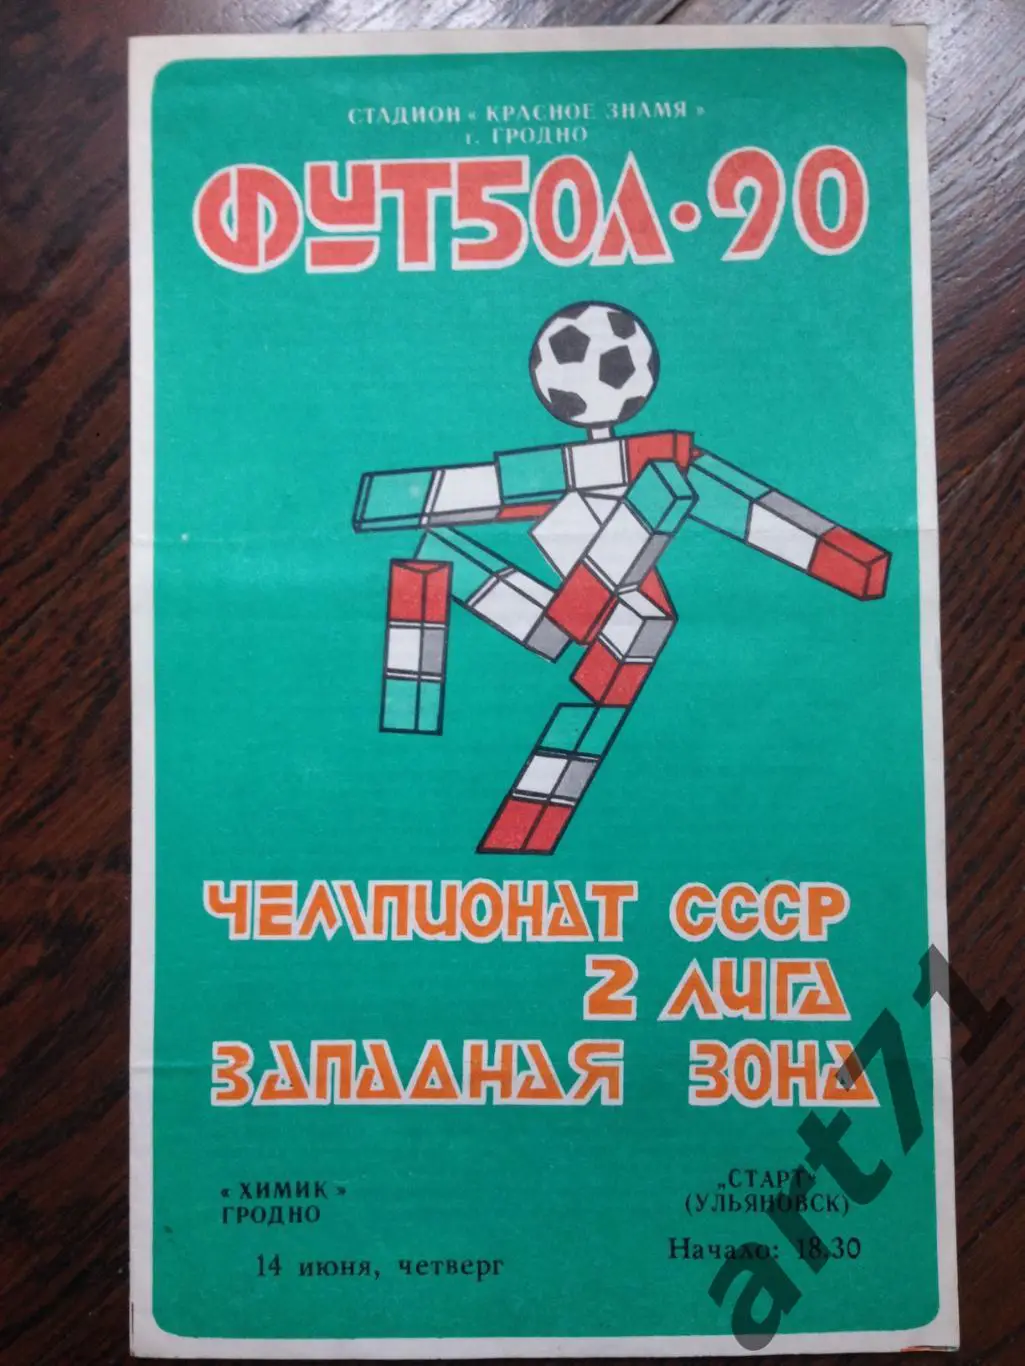 СТАДИОН « КРАСНОЕ ЗНАМЯ »
г. ГРОДНО
ФУТБОЛ·90
ЧЕМПИОНАТ СССР
2 ЛИГА
ЗАПАДНАЯ ЗОНА
« ХИМИК »
ГРОДНО
14 июня, четверг
„СТАРТ“
(УЛЬЯНОВСК)
Начало: 18.30
art71